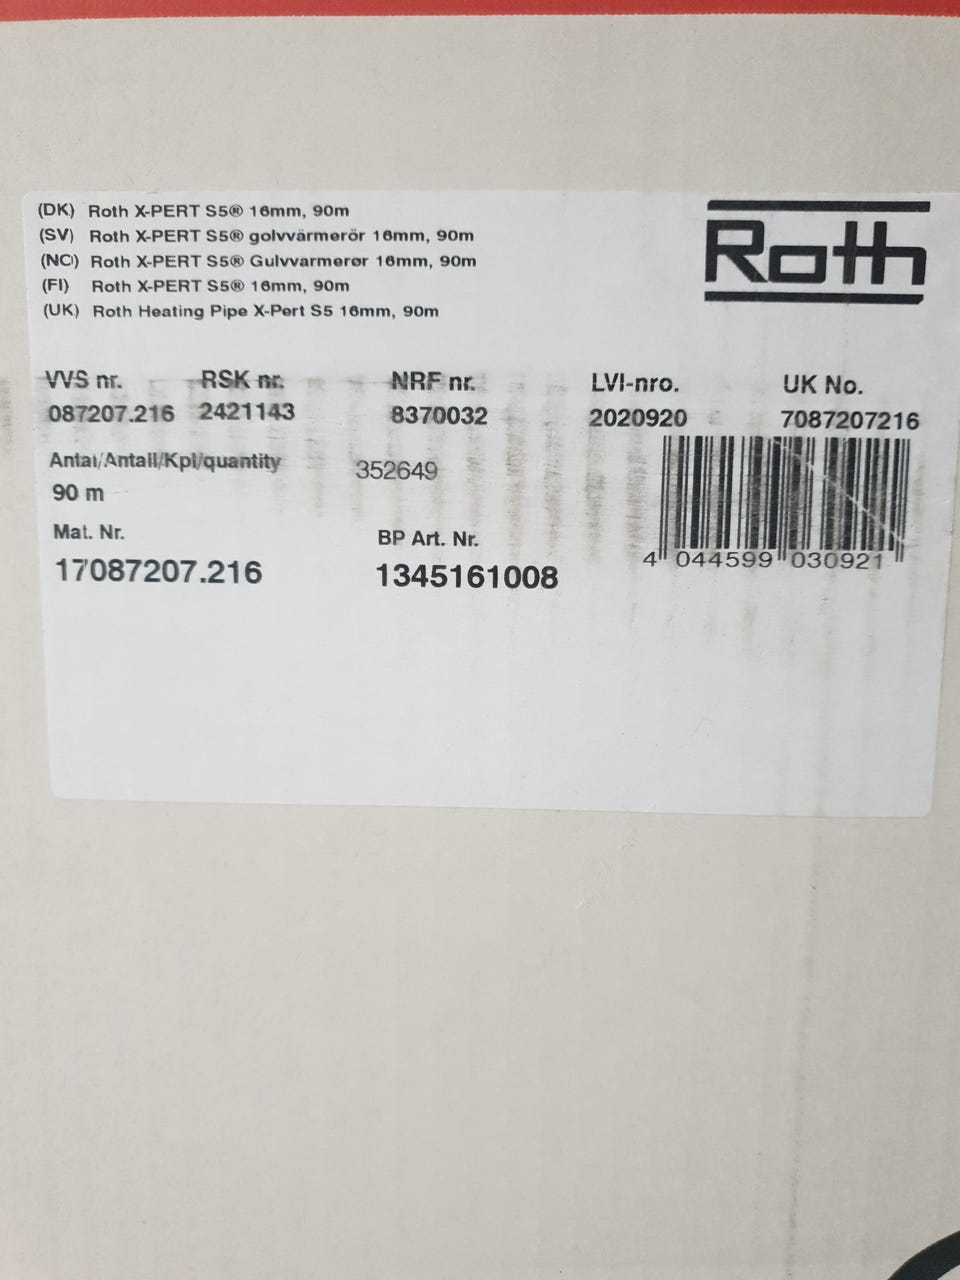 (DK) Roth X-PERT S5® 16mm, 90m
(SV) Roth X-PERT S5® golvvärmerör 16mm, 90m
(NO) Roth X-PERT S5® Gulvvarmerør 16mm, 90m
(FI) Roth X-PERT S5® 16mm, 90m
(UK) Roth Heating Pipe X-Pert S5 16mm, 90m
Roth
VVS nr. RSK nr. NRF nr. LVI-nro. UK No.
087207.216 2421143 8370032 2020920 7087207216
Antal/Antall/Kpl/quantity 352649
90 m
4 044599 030921
Mat. Nr. BP Art. Nr.
17087207.216 1345161008